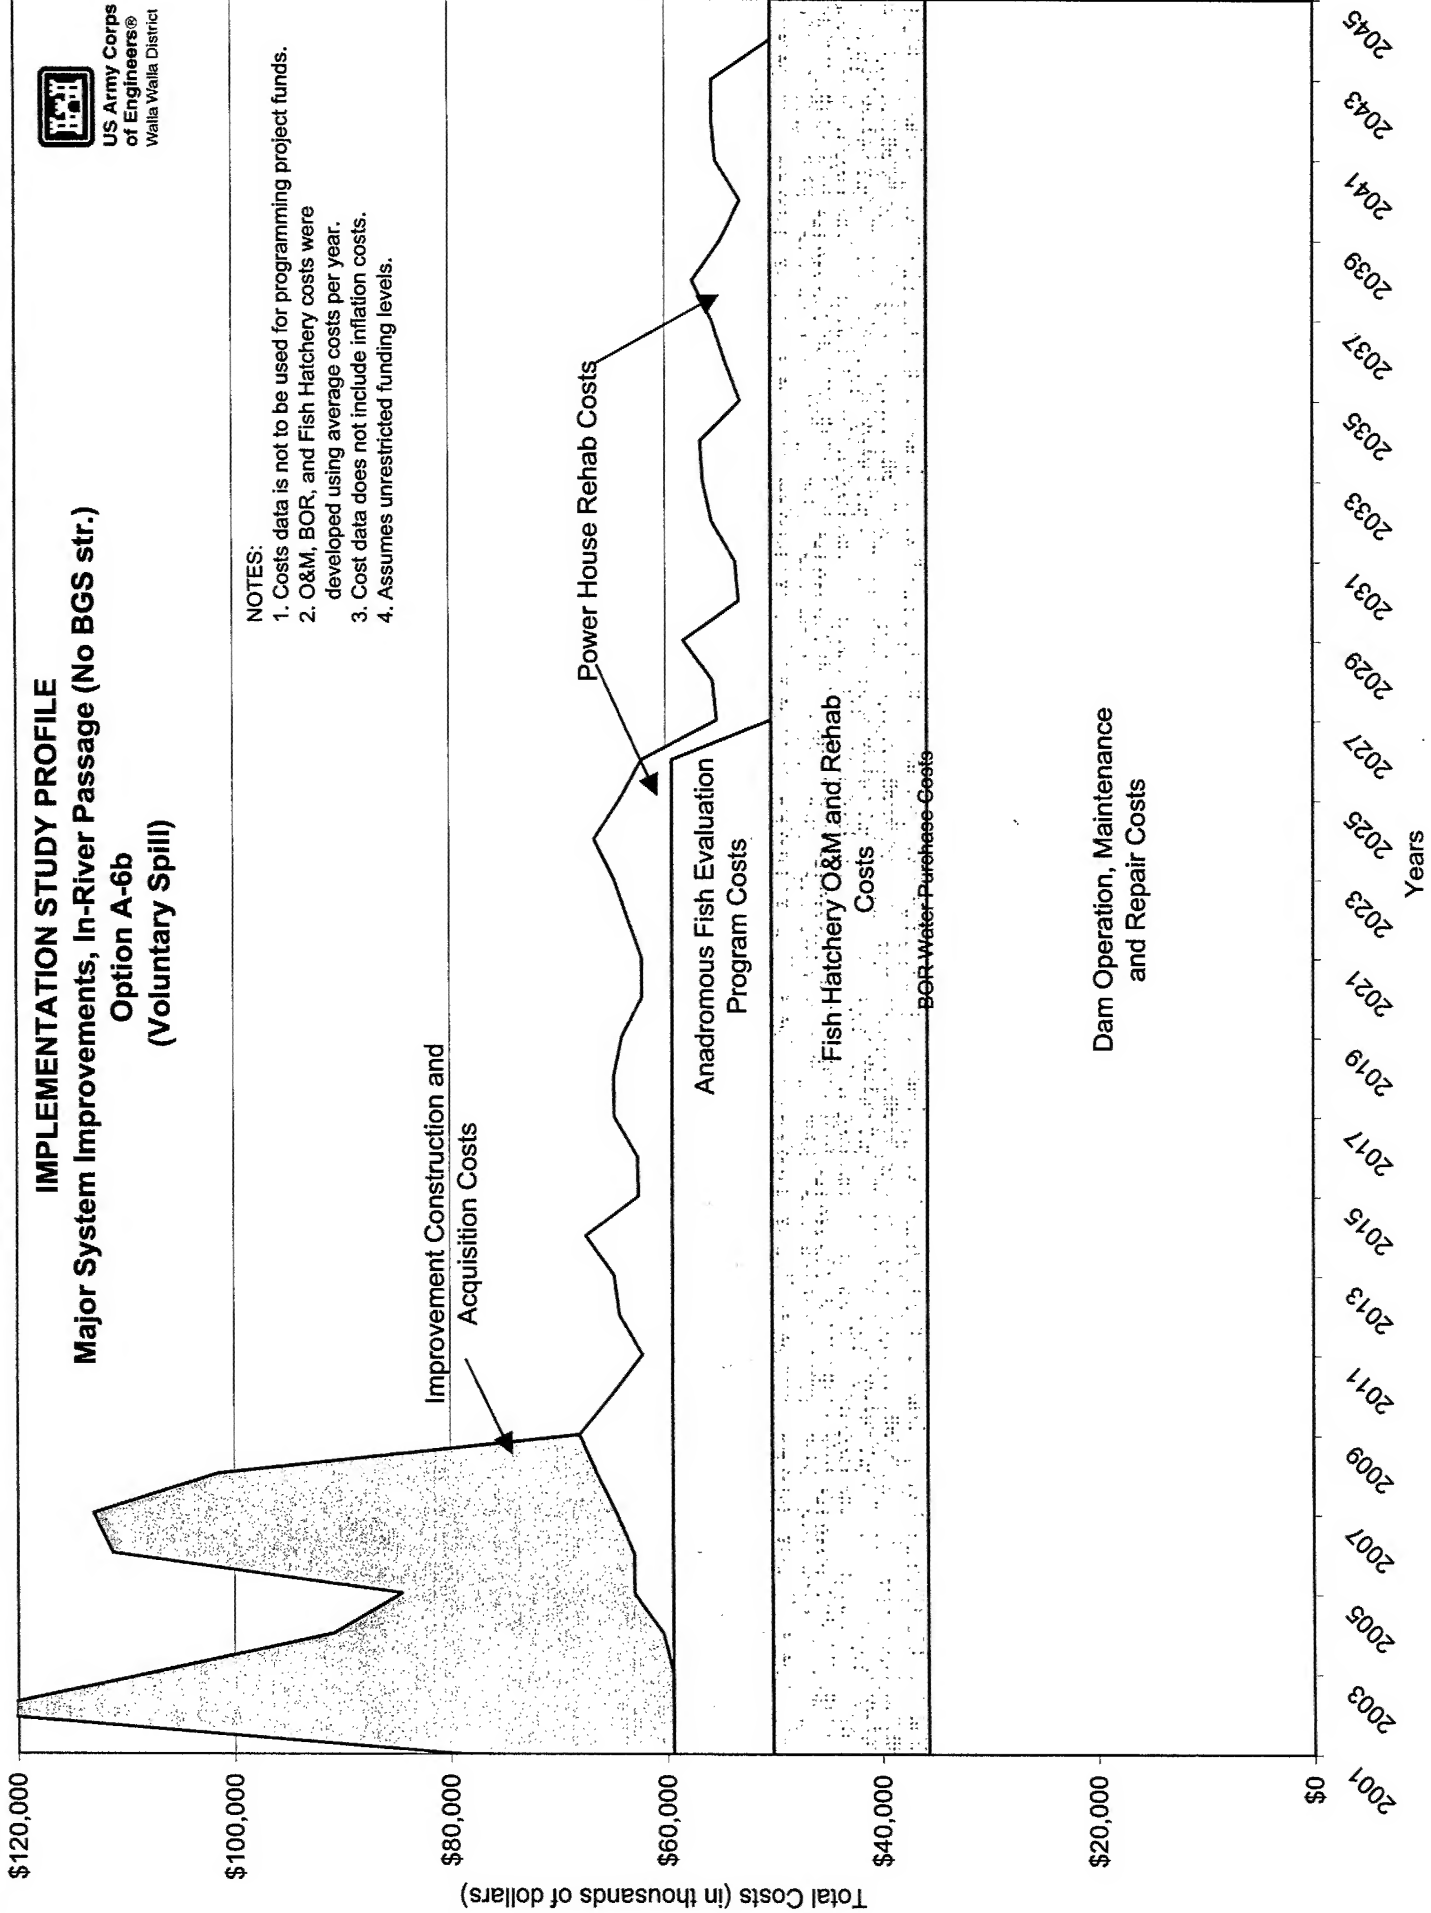 IMPLEMENTATION STUDY PROFILE
Major System Improvements, In-River Passage (No BGS str.)
Option A-6b
(Voluntary Spill)
US Army Corps
of Engineers®
Walla Walla District
NOTES:
1. Costs data is not to be used for programming project funds.
2. O&M, BOR, and Fish Hatchery costs were
developed using average costs per year.
3. Cost data does not include inflation costs.
4. Assumes unrestricted funding levels.
Improvement Construction and
Acquisition Costs
Power House Rehab Costs
Anadromous Fish Evaluation
Program Costs
Fish Hatchery O&M and Rehab
Costs
BOR Water Purchase Costs
Dam Operation, Maintenance
and Repair Costs
Total Costs (in thousands of dollars)
$120,000
$100,000
$80,000
$60,000
$40,000
$20,000
$0
2001 2003 2005 2007 2009 2011 2013 2015 2017 2019 2021 2023 2025 2027 2029 2031 2033 2035 2037 2039 2041 2043 2045
Years